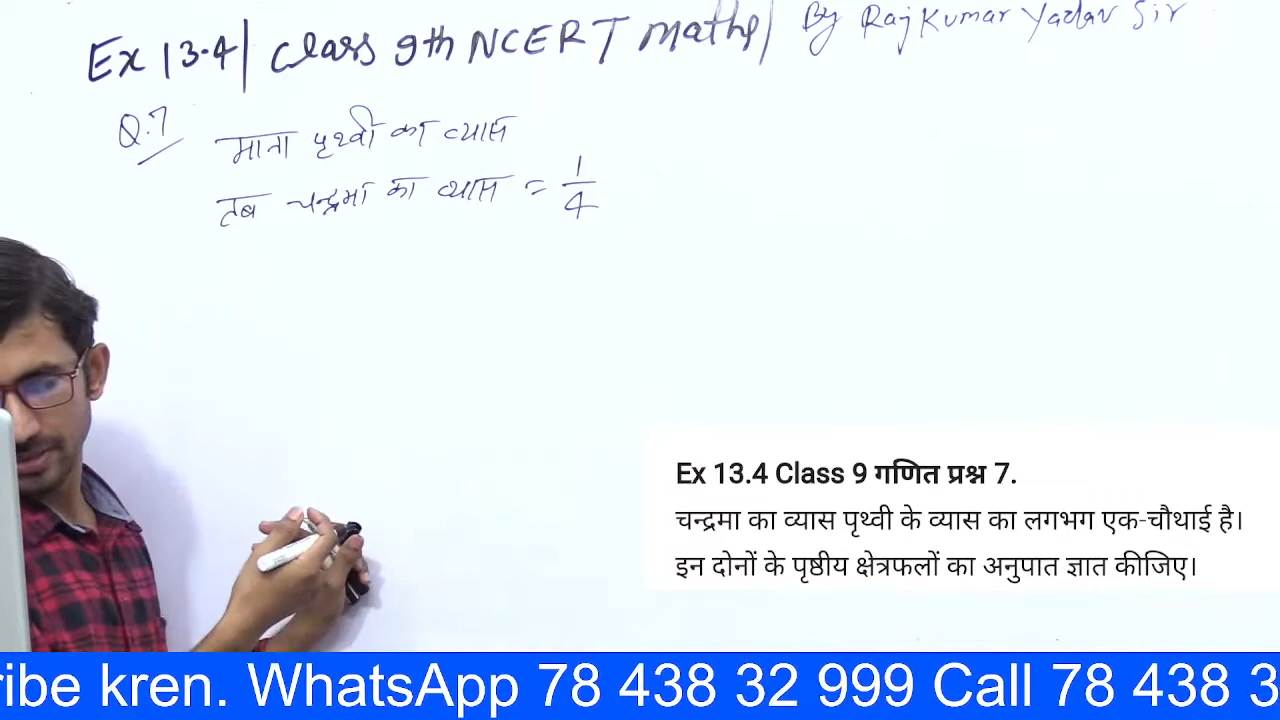 Ex 13.4| Class 9th NCERT Maths| By RajKumar Yadav Sir
Q.7 माना पृथ्वी का व्यास
तब चन्द्रमा का व्यास = 1/4
Ex 13.4 Class 9 गणित प्रश्न 7.
चन्द्रमा का व्यास पृथ्वी के व्यास का लगभग एक-चौथाई है।
इन दोनों के पृष्ठीय क्षेत्रफलों का अनुपात ज्ञात कीजिए।
ribe kren. WhatsApp 78 438 32 999 Call 78 438 3